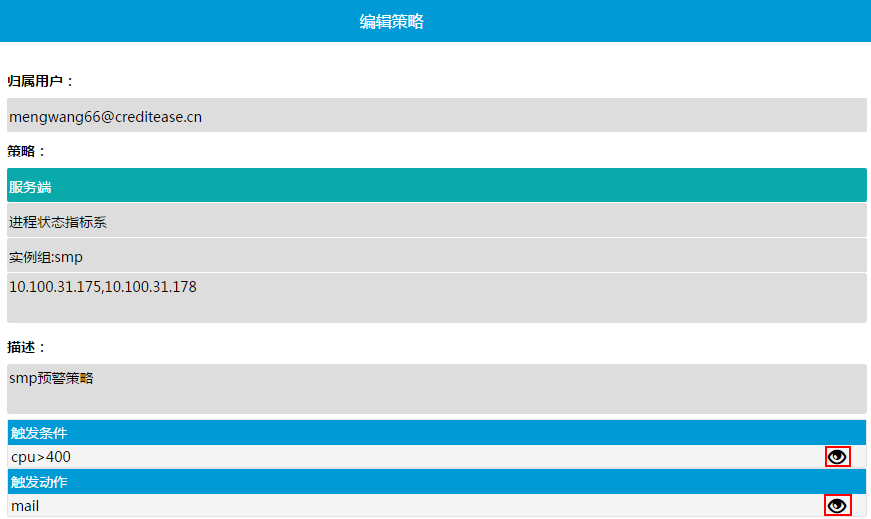 编辑策略
归属用户：
mengwang66@creditease.cn
策略：
服务端
进程状态指标系
实例组:smp
10.100.31.175,10.100.31.178
描述：
smp预警策略
触发条件
cpu>400
触发动作
mail